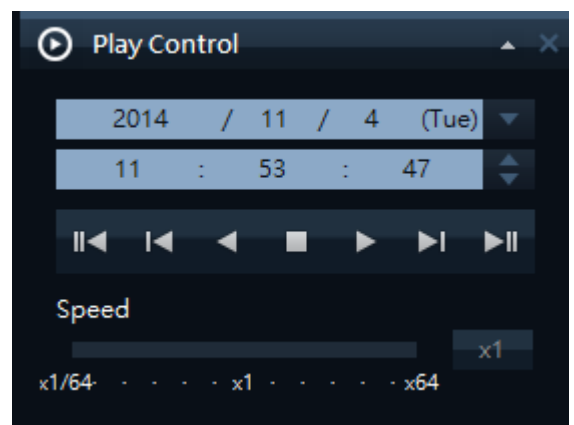 Play Control
2014 / 11 / 4 (Tue)
11 : 53 : 47
Speed
x1
x1/64 · · · · · x1 · · · · · x64